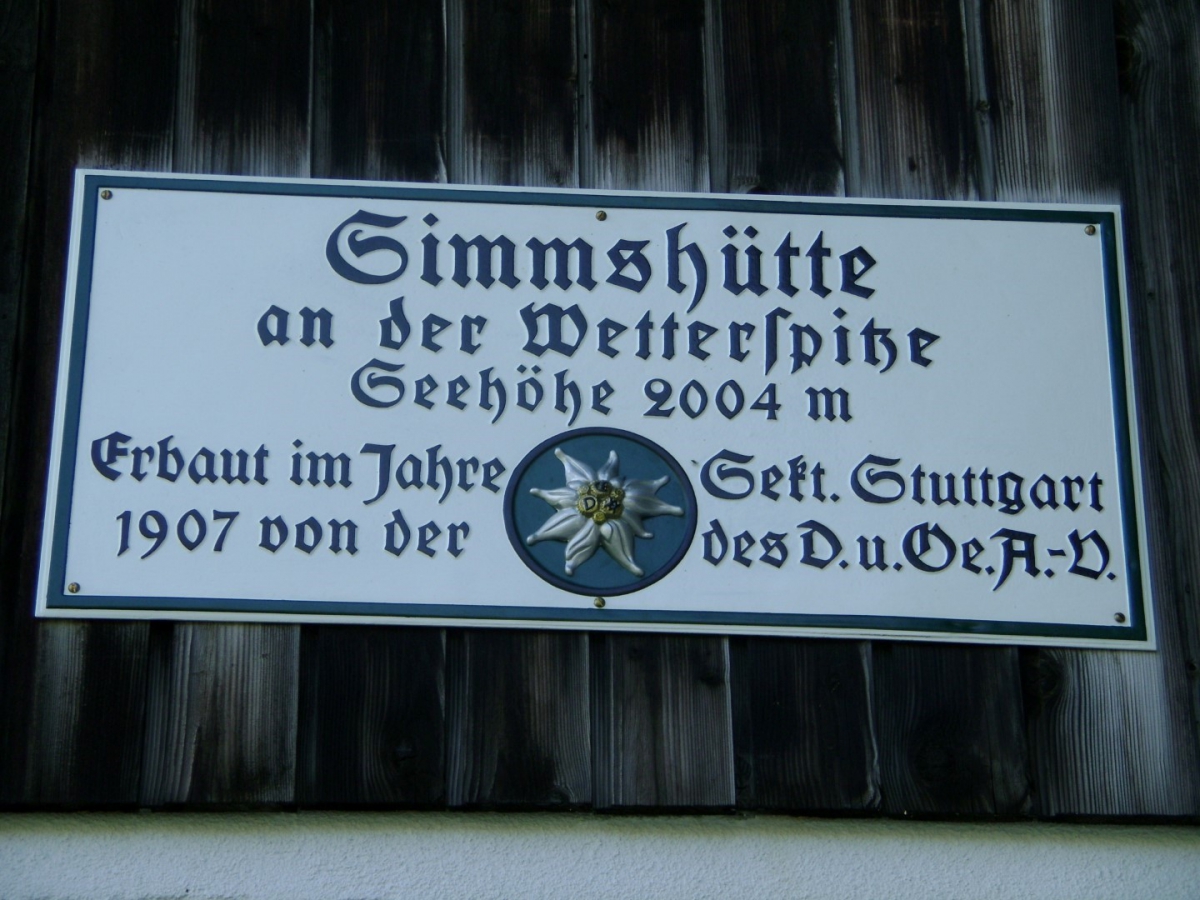 Simmshütte
an der Wetterspitze
Seehöhe 2004 m
Erbaut im Jahre Sekt. Stuttgart
1907 von der des D.u.Oe.A.-V.